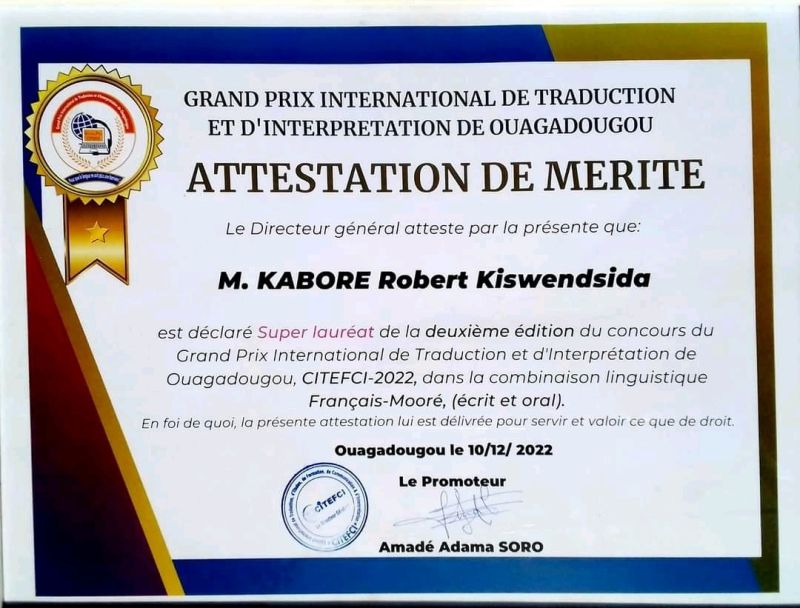 GRAND PRIX INTERNATIONAL DE TRADUCTION
ET D'INTERPRETATION DE OUAGADOUGOU
ATTESTATION DE MERITE
Le Directeur général atteste par la présente que:
M. KABORE Robert Kiswendsida
est déclaré Super lauréat de la deuxième édition du concours du
Grand Prix International de Traduction et d'Interprétation de
Ouagadougou, CITEFCI-2022, dans la combinaison linguistique
Français-Mooré, (écrit et oral).
En foi de quoi, la présente attestation lui est délivrée pour servir et valoir ce que de droit.
Ouagadougou le 10/12/ 2022
Le Promoteur
CITEFCI
CITEFCI
Amadé Adama SORO